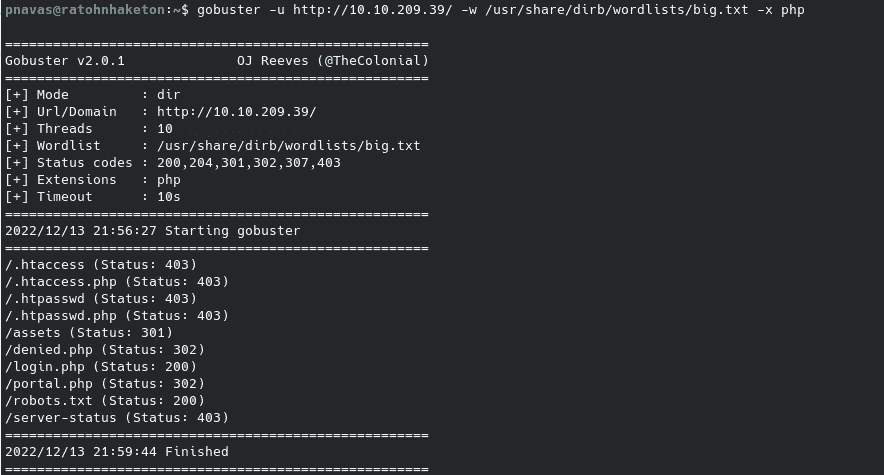 pnavas@ratohnhaketon:~$ gobuster -u http://10.10.209.39/ -w /usr/share/dirb/wordlists/big.txt -x php
=====================================================
Gobuster v2.0.1              OJ Reeves (@TheColonial)
=====================================================
[+] Mode         : dir
[+] Url/Domain   : http://10.10.209.39/
[+] Threads      : 10
[+] Wordlist     : /usr/share/dirb/wordlists/big.txt
[+] Status codes : 200,204,301,302,307,403
[+] Extensions   : php
[+] Timeout      : 10s
=====================================================
2022/12/13 21:56:27 Starting gobuster
=====================================================
/.htaccess (Status: 403)
/.htaccess.php (Status: 403)
/.htpasswd (Status: 403)
/.htpasswd.php (Status: 403)
/assets (Status: 301)
/denied.php (Status: 302)
/login.php (Status: 200)
/portal.php (Status: 302)
/robots.txt (Status: 200)
/server-status (Status: 403)
=====================================================
2022/12/13 21:59:44 Finished
=====================================================